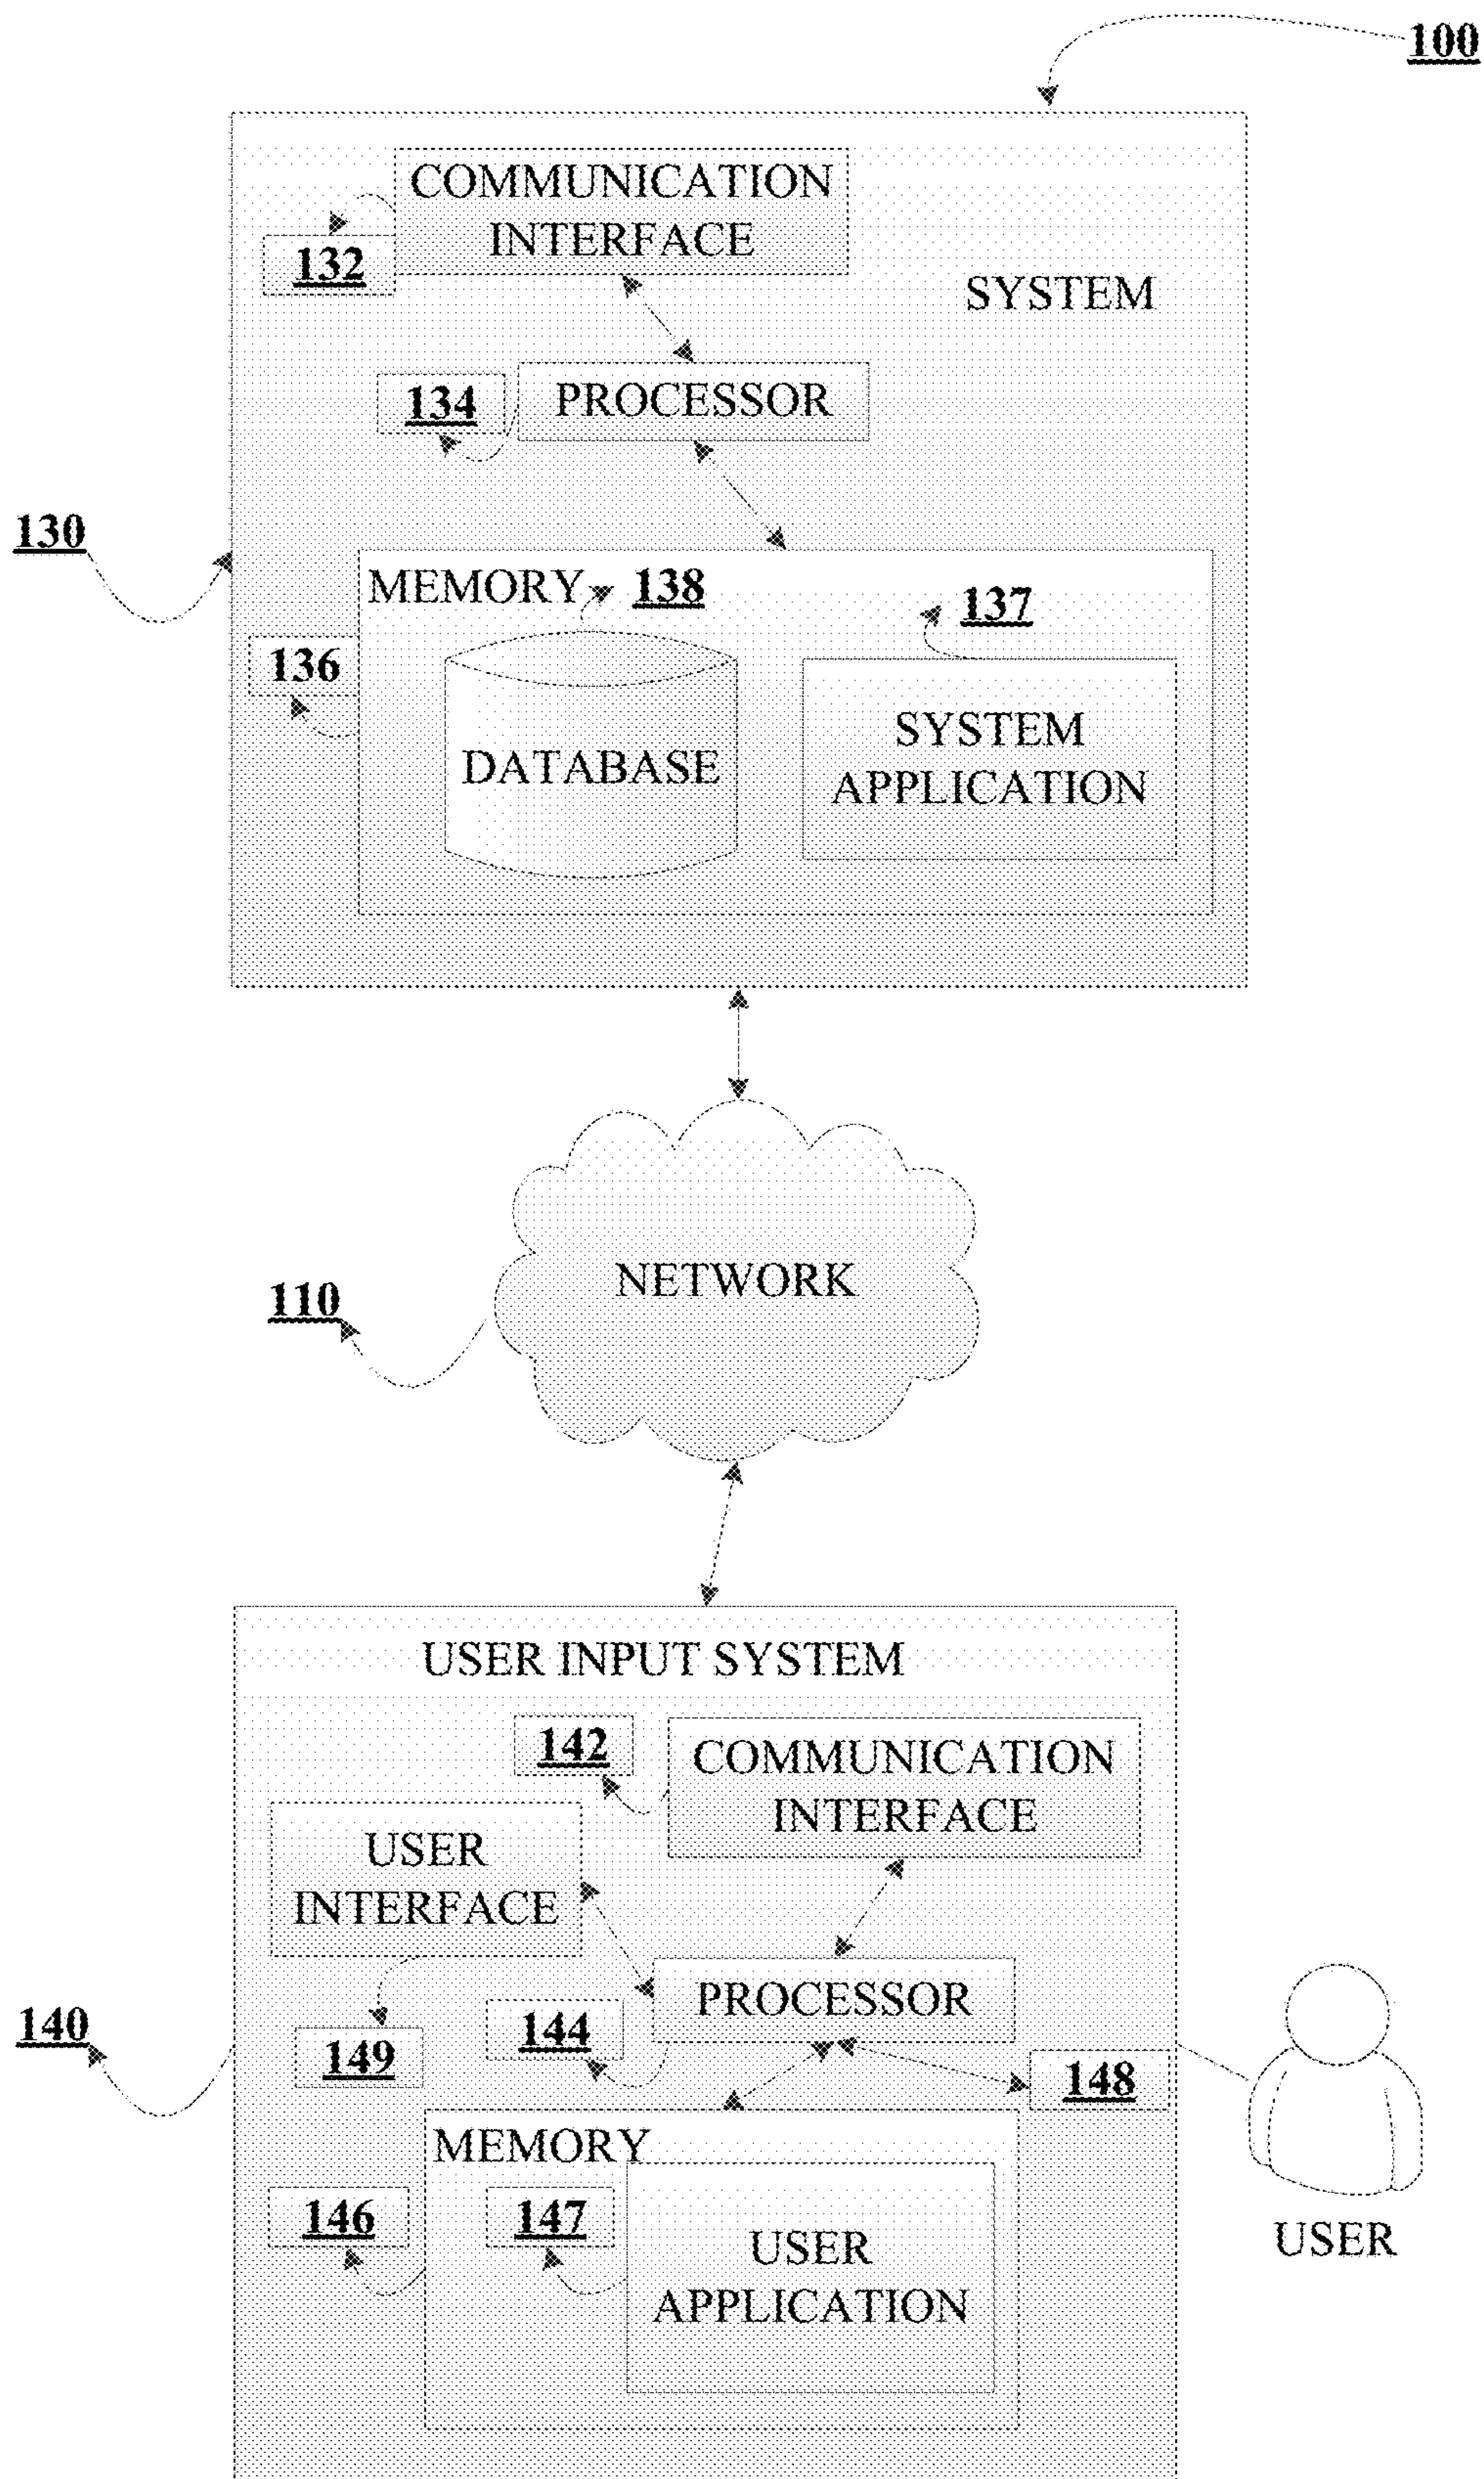 100
COMMUNICATION
INTERFACE
132
SYSTEM
134
PROCESSOR
130
MEMORY
138
137
136
DATABASE
SYSTEM
APPLICATION
NETWORK
110
USER INPUT SYSTEM
142
COMMUNICATION
INTERFACE
USER
INTERFACE
PROCESSOR
144
140
149
148
MEMORY
146
147
USER
APPLICATION
USER